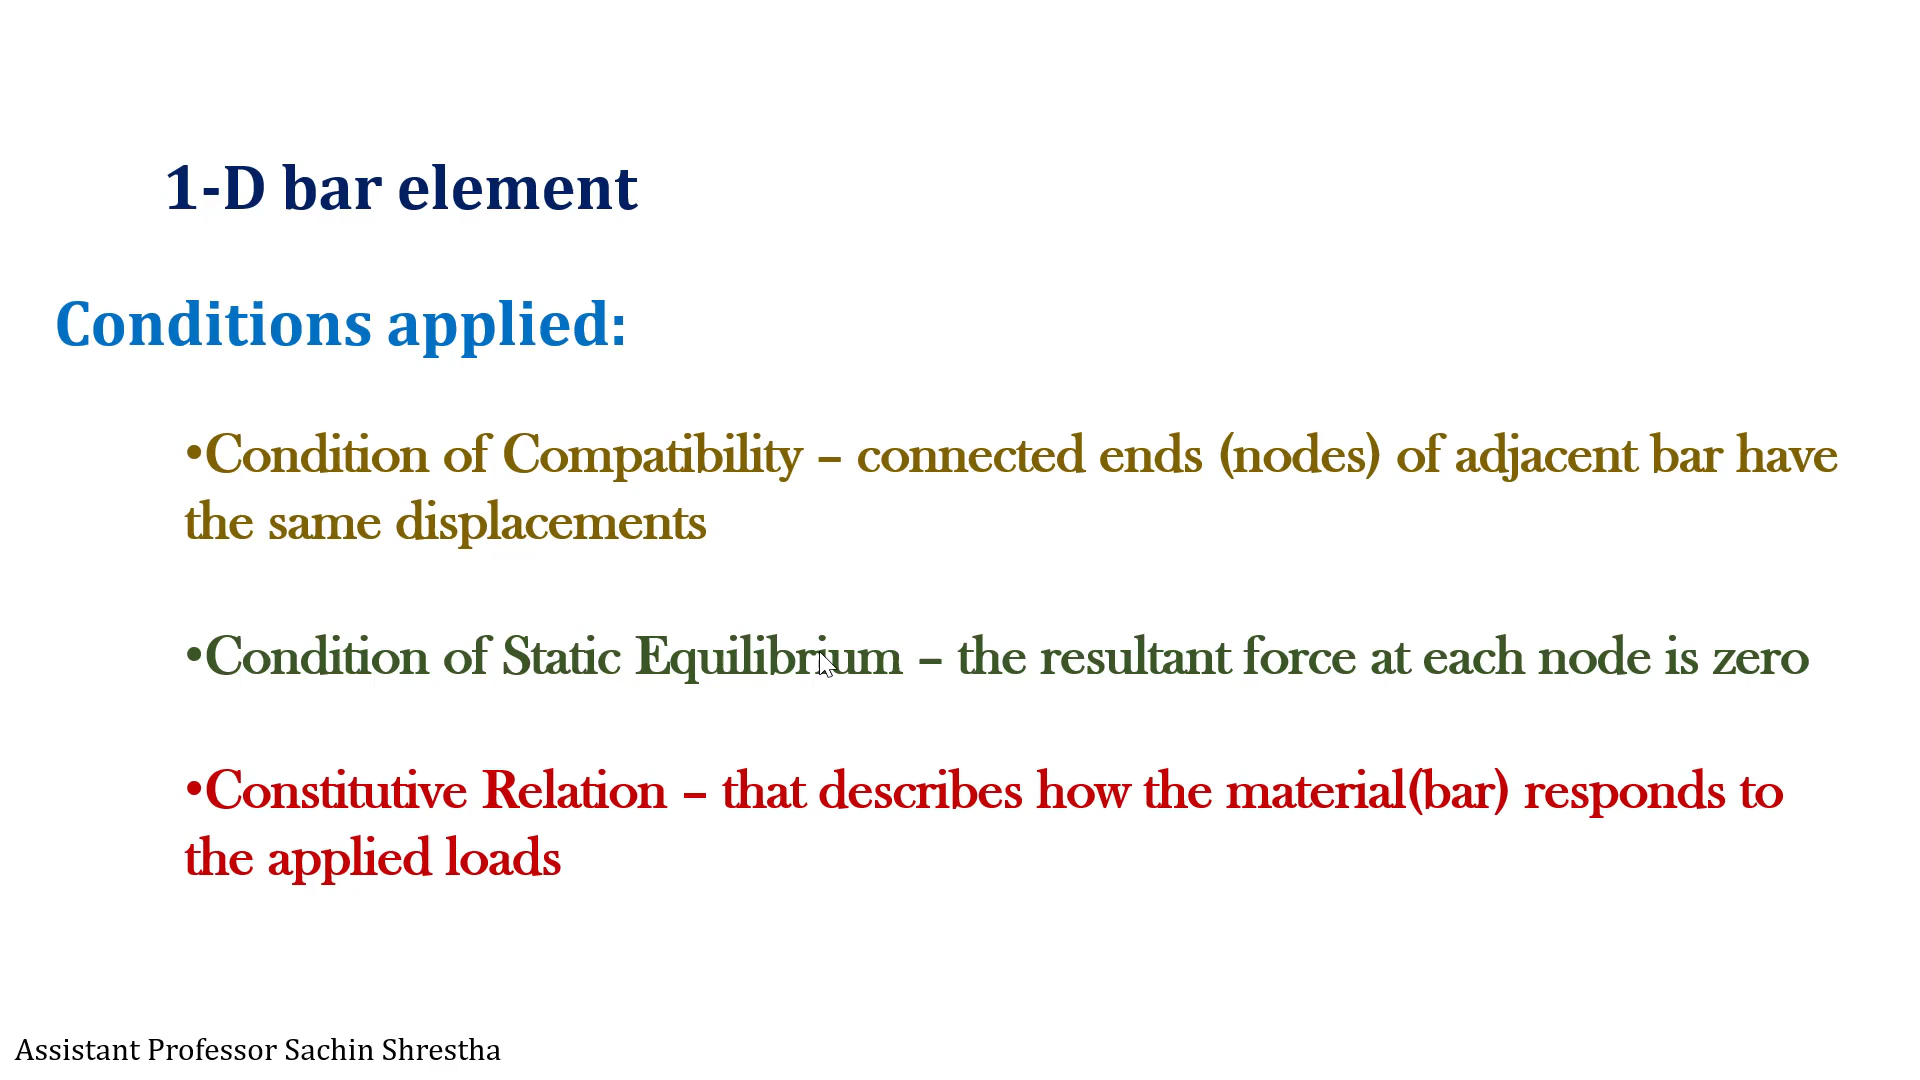 1-D bar element
Conditions applied:
•Condition of Compatibility – connected ends (nodes) of adjacent bar have
the same displacements
•Condition of Static Equilibrium – the resultant force at each node is zero
•Constitutive Relation – that describes how the material(bar) responds to
the applied loads
Assistant Professor Sachin Shrestha